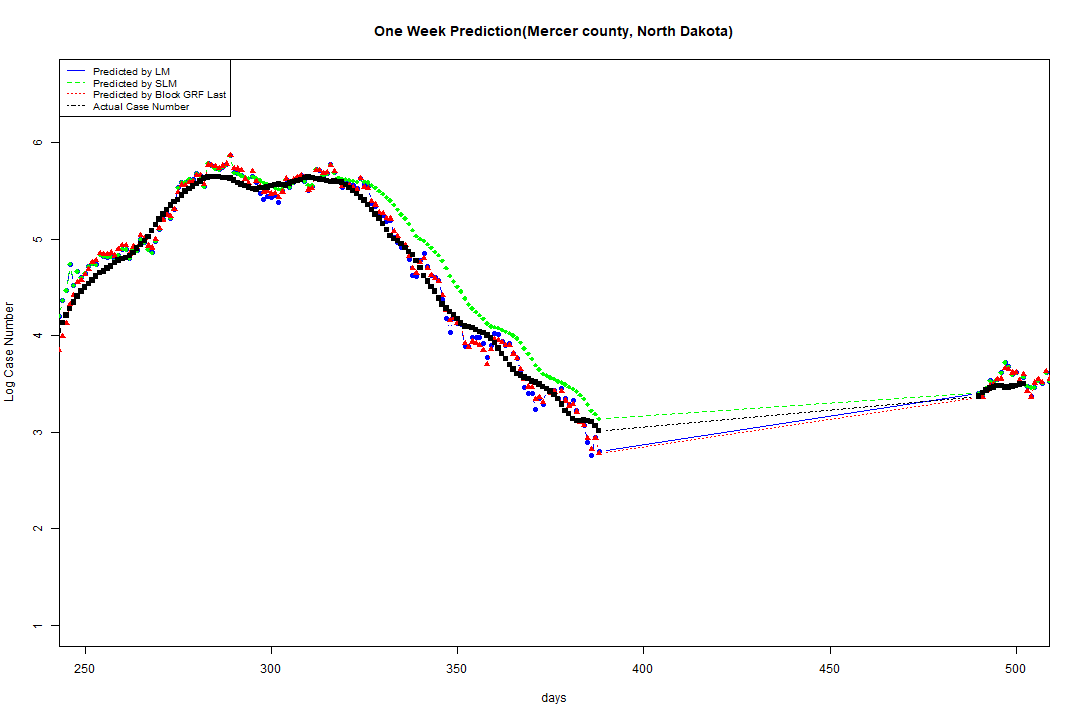 One Week Prediction(Mercer county, North Dakota)
Predicted by LM
Predicted by SLM
Predicted by Block GRF Last
Actual Case Number
6
5
4
3
2
1
Log Case Number
250 300 350 400 450 500
days